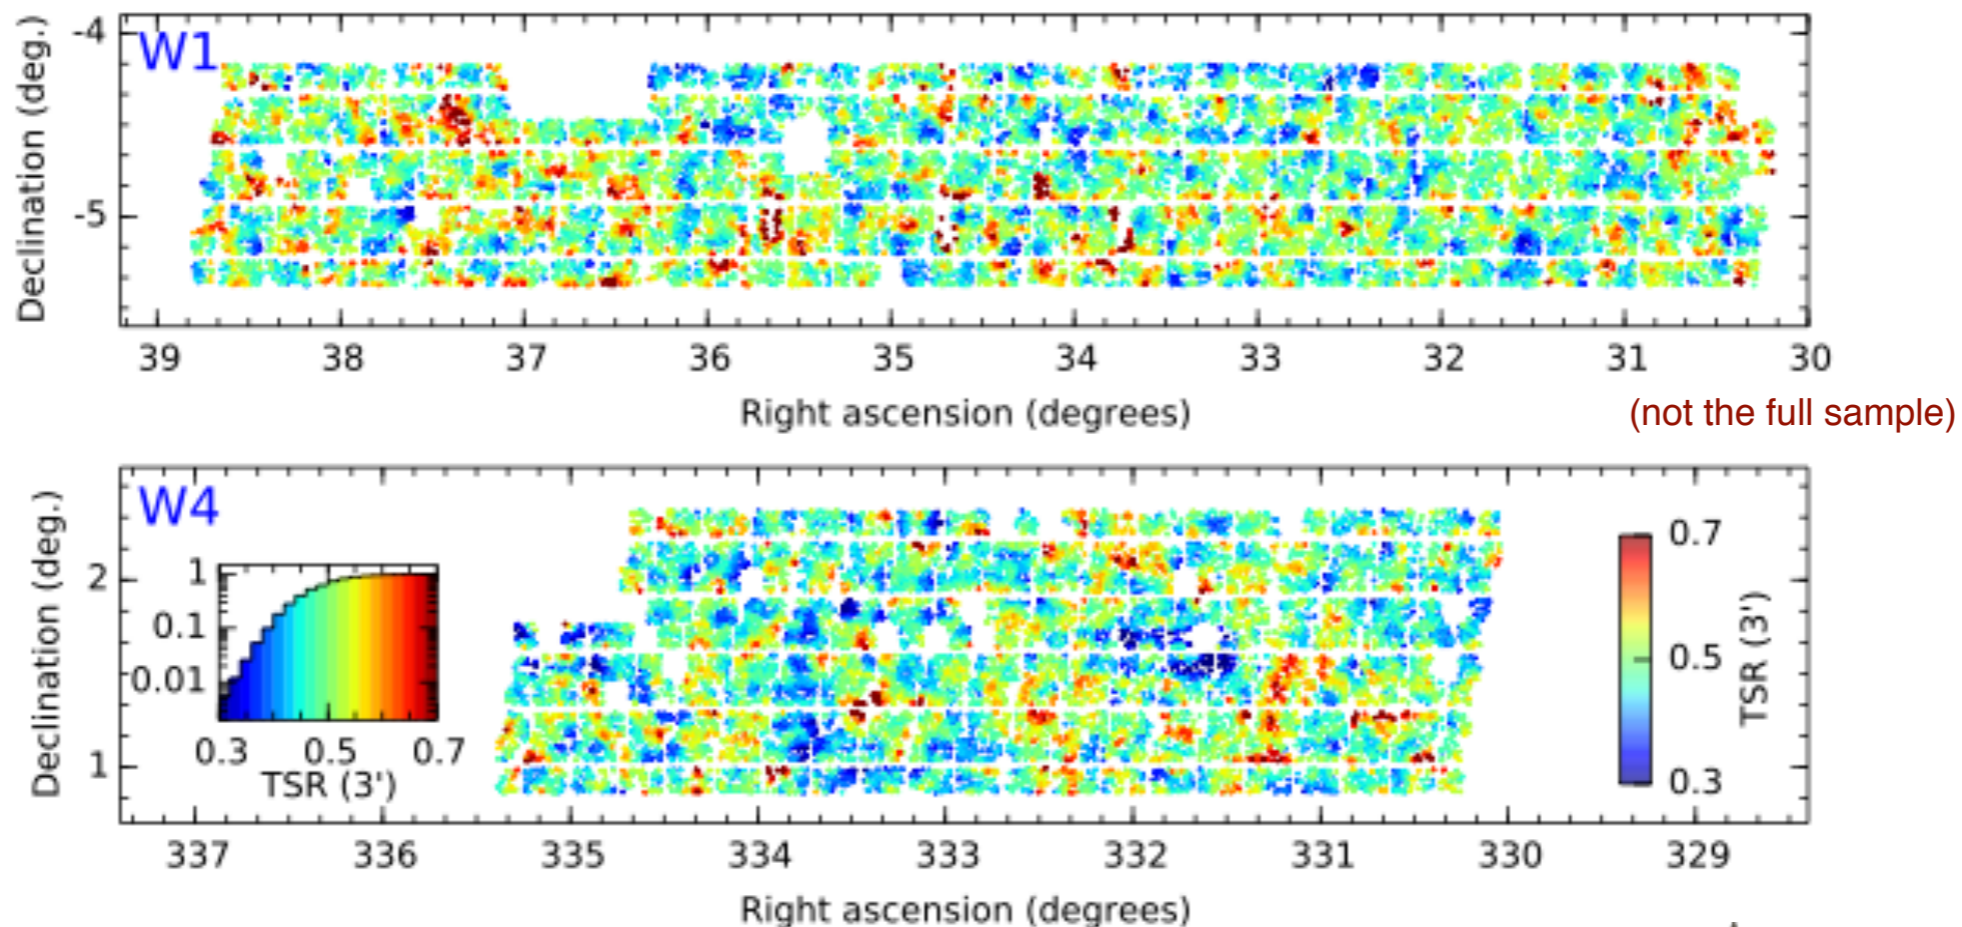 W1
-4
-5
Declination (deg.)
39 38 37 36 35 34 33 32 31 30
Right ascension (degrees)
(not the full sample)
W4
2
1
Declination (deg.)
1
0.1
0.01
0.3 0.5 0.7
TSR (3')
0.7
0.5
0.3
TSR (3')
337 336 335 334 333 332 331 330 329
Right ascension (degrees)